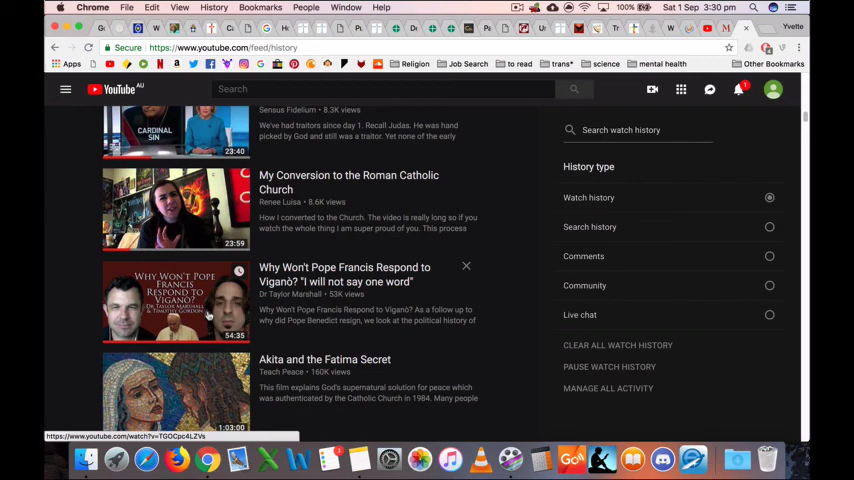 Chrome File Edit View History Bookmarks People Window Help
100% Sat 1 Sep 3:30 pm
Yvette
Secure https://www.youtube.com/feed/history
Apps Religion Job Search to read trans* science mental health Other Bookmarks
YouTube AU
Search
1
CARDINAL SIN
23:40
Sensus Fidelium • 8.3K views
We've had traitors since day 1. Recall Judas. He was hand
picked by God and still was a traitor. Yet none of the early
23:59
My Conversion to the Roman Catholic
Church
Renee Luisa • 8.6K views
How I converted to the Church. The video is really long so if you
watch the whole thing I am super proud of you. This process
WHY WON'T POPE
FRANCIS
RESPOND TO
VIGANÒ?
DR TAYLOR MARSHALL
& TIMOTHY GORDON
54:35
Why Won't Pope Francis Respond to
Viganò? "I will not say one word"
Dr Taylor Marshall • 53K views
Why Won't Pope Francis Respond to Viganò? As a follow up to
why did Pope Benedict resign, we look at the political history of
1:03:00
Akita and the Fatima Secret
Teach Peace • 160K views
This film explains God's supernatural solution for peace which
was authenticated by the Catholic Church in 1984. Many people
Search watch history
History type
Watch history
Search history
Comments
Community
Live chat
CLEAR ALL WATCH HISTORY
PAUSE WATCH HISTORY
MANAGE ALL ACTIVITY
https://www.youtube.com/watch?v=TGOCpc4LZVs
3
Go